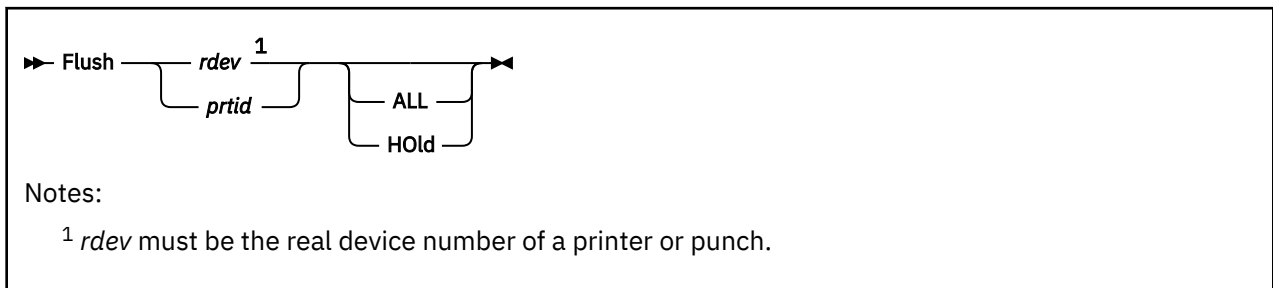 Flush rdev 1
prtid
ALL
HOld
Notes:
1 rdev must be the real device number of a printer or punch.